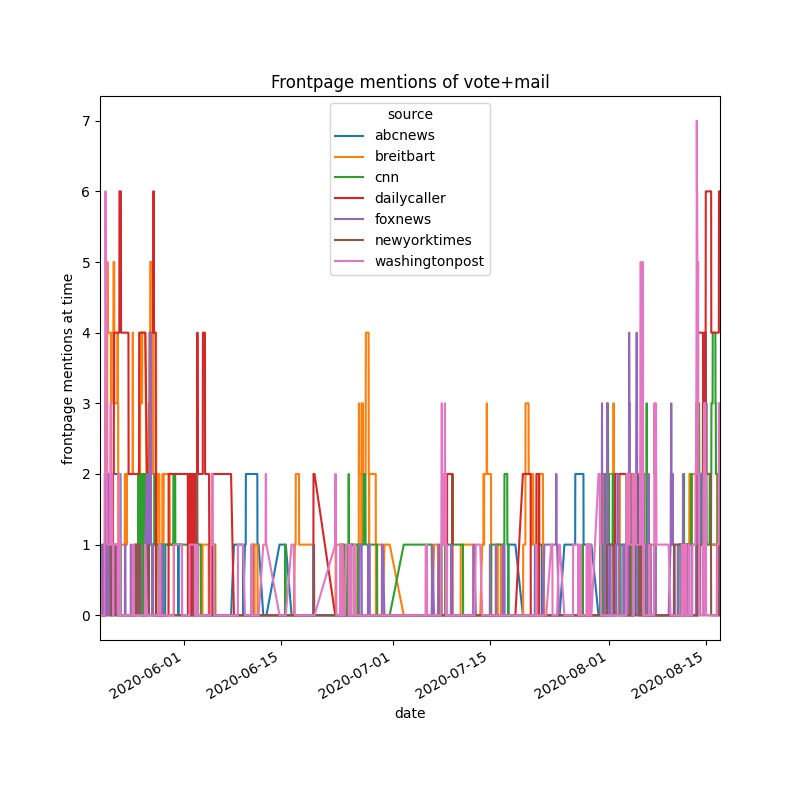 Frontpage mentions of vote+mail
source
abcnews
breitbart
cnn
dailycaller
foxnews
newyorktimes
washingtonpost
frontpage mentions at time
7
6
5
4
3
2
1
0
2020-06-01
2020-06-15
2020-07-01
2020-07-15
2020-08-01
2020-08-15
date